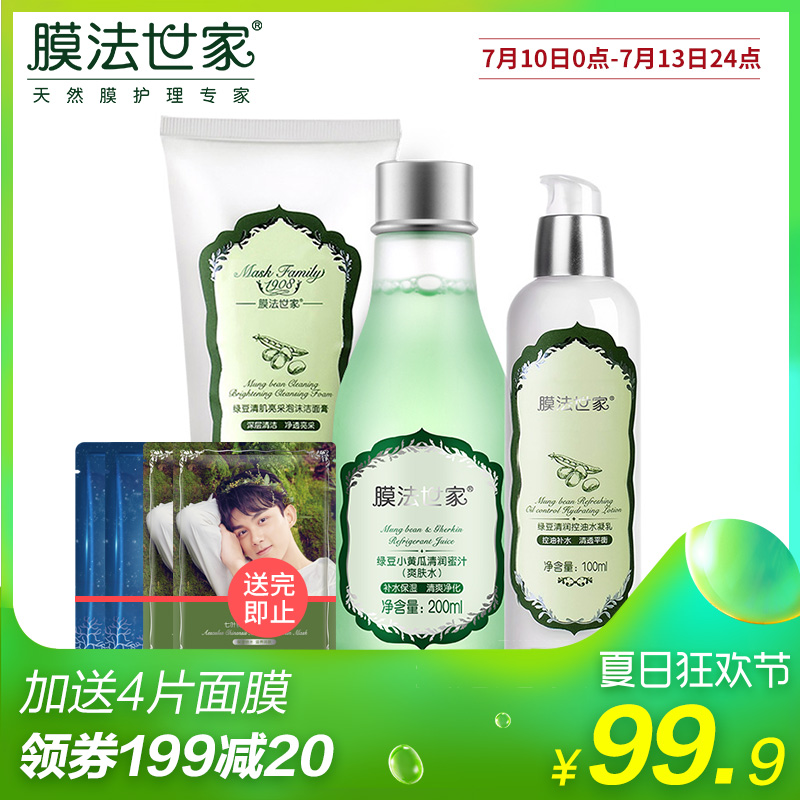 膜法世家®
天然膜护理专家
7月10日0点-7月13日24点
Mask Family
1908
膜法世家®
Mung bean Cleaning
Brightening Cleansing Foam
绿豆清肌亮采泡沫洁面膏
深层清洁 净透亮采
膜法世家®
Mung bean & Gherkin
Refrigerant Juice
绿豆小黄瓜清润蜜汁
(爽肤水)
补水保湿 清爽净化
净含量:200ml
膜法世家®
Mung bean Refreshing
Oil control Hydrating Lotion
绿豆清润控油水凝乳
控油补水 清透平衡
净含量:100ml
送完
即止
七叶
加送4片面膜
领券199减20
夏日狂欢节
¥99.9